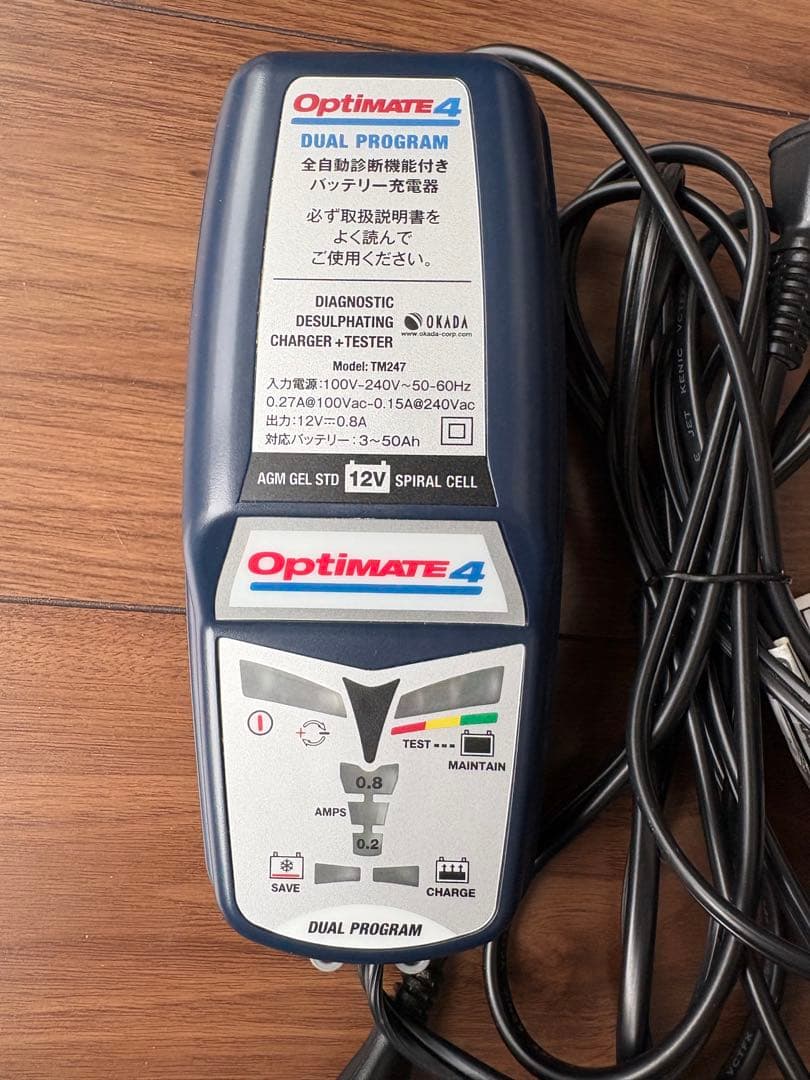 OptiMATE4
DUAL PROGRAM
全自動診断機能付き
バッテリー充電器
必ず取扱説明書を
よく読んで
ご使用ください。
DIAGNOSTIC
DESULPHATING
CHARGER+TESTER
OKADA
www.okada-corp.com
Model: TM247
入力電源:100V-240V~50-60Hz
0.27A@100Vac-0.15A@240Vac
出力:12V⎓0.8A
対応バッテリー:3~50Ah
AGM GEL STD 12V SPIRAL CELL
OptiMATE4
TEST
MAINTAIN
0.8
AMPS
0.2
SAVE
CHARGE
DUAL PROGRAM
JET KENIC VCTF
VCTFK